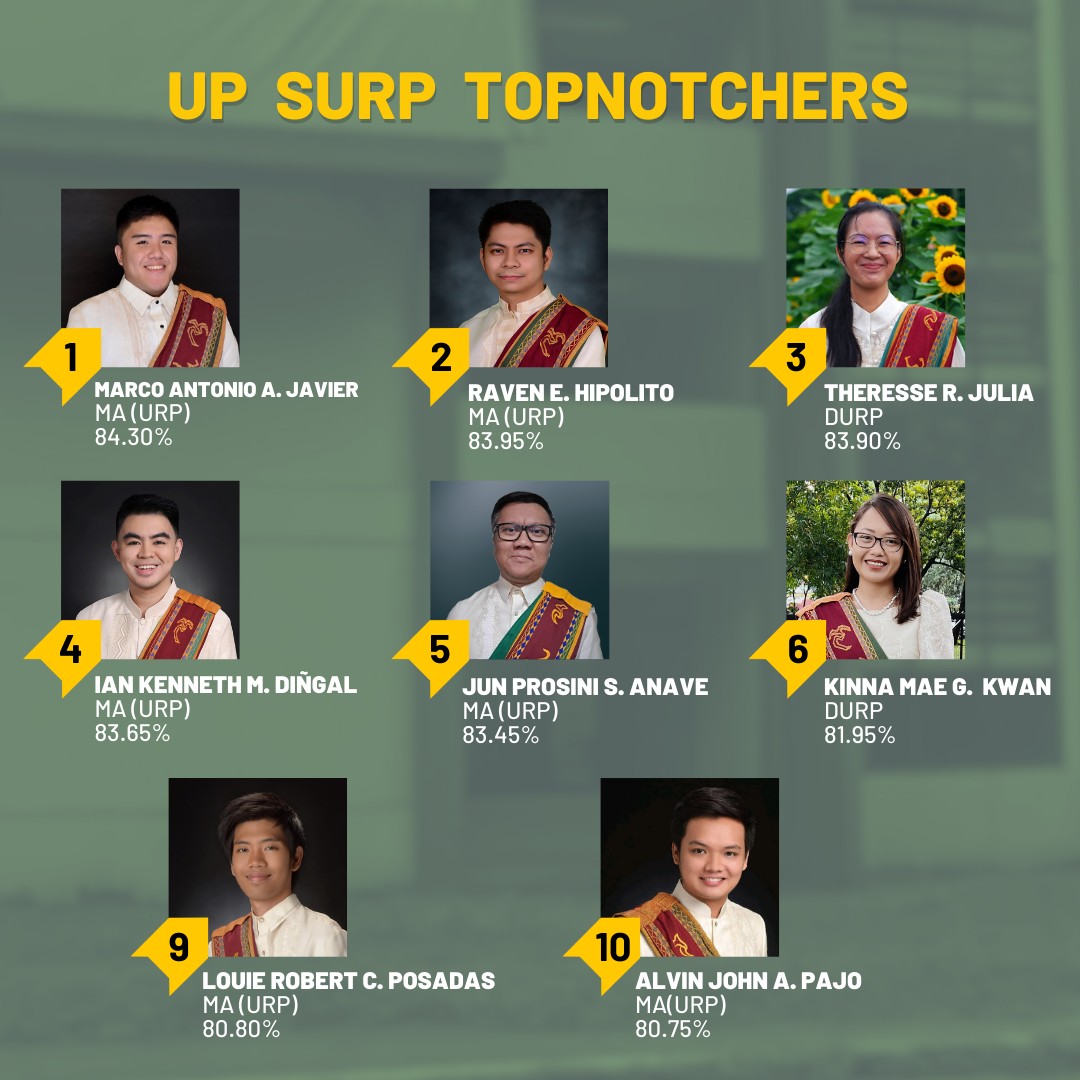 UP SURP TOPNOTCHERS
1
MARCO ANTONIO A. JAVIER
MA (URP)
84.30%
2
RAVEN E. HIPOLITO
MA (URP)
83.95%
3
THERESSE R. JULIA
DURP
83.90%
4
IAN KENNETH M. DIÑGAL
MA (URP)
83.65%
5
JUN PROSINI S. ANAVE
MA (URP)
83.45%
6
KINNA MAE G. KWAN
DURP
81.95%
9
LOUIE ROBERT C. POSADAS
MA (URP)
80.80%
10
ALVIN JOHN A. PAJO
MA(URP)
80.75%